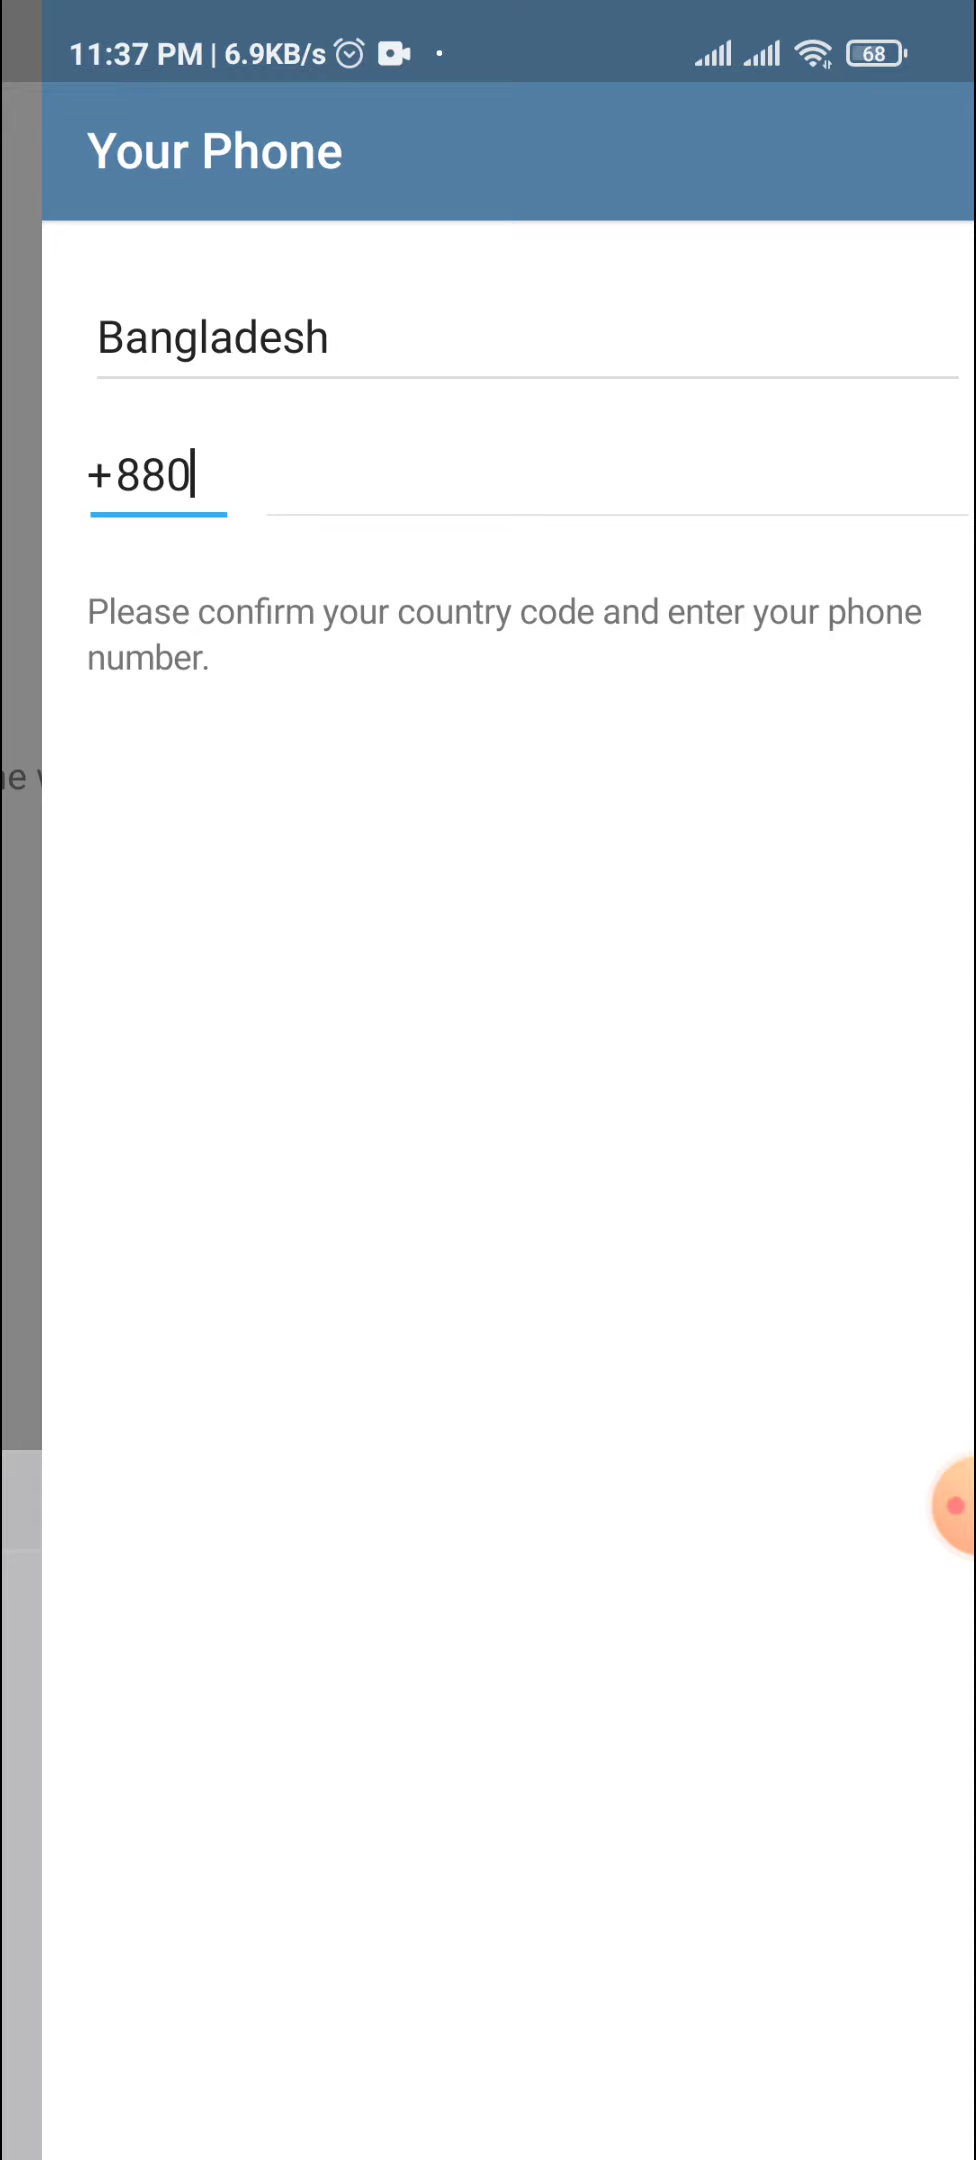 11:37 PM | 6.9KB/s
68
Your Phone
Bangladesh
+880
Please confirm your country code and enter your phone
number.